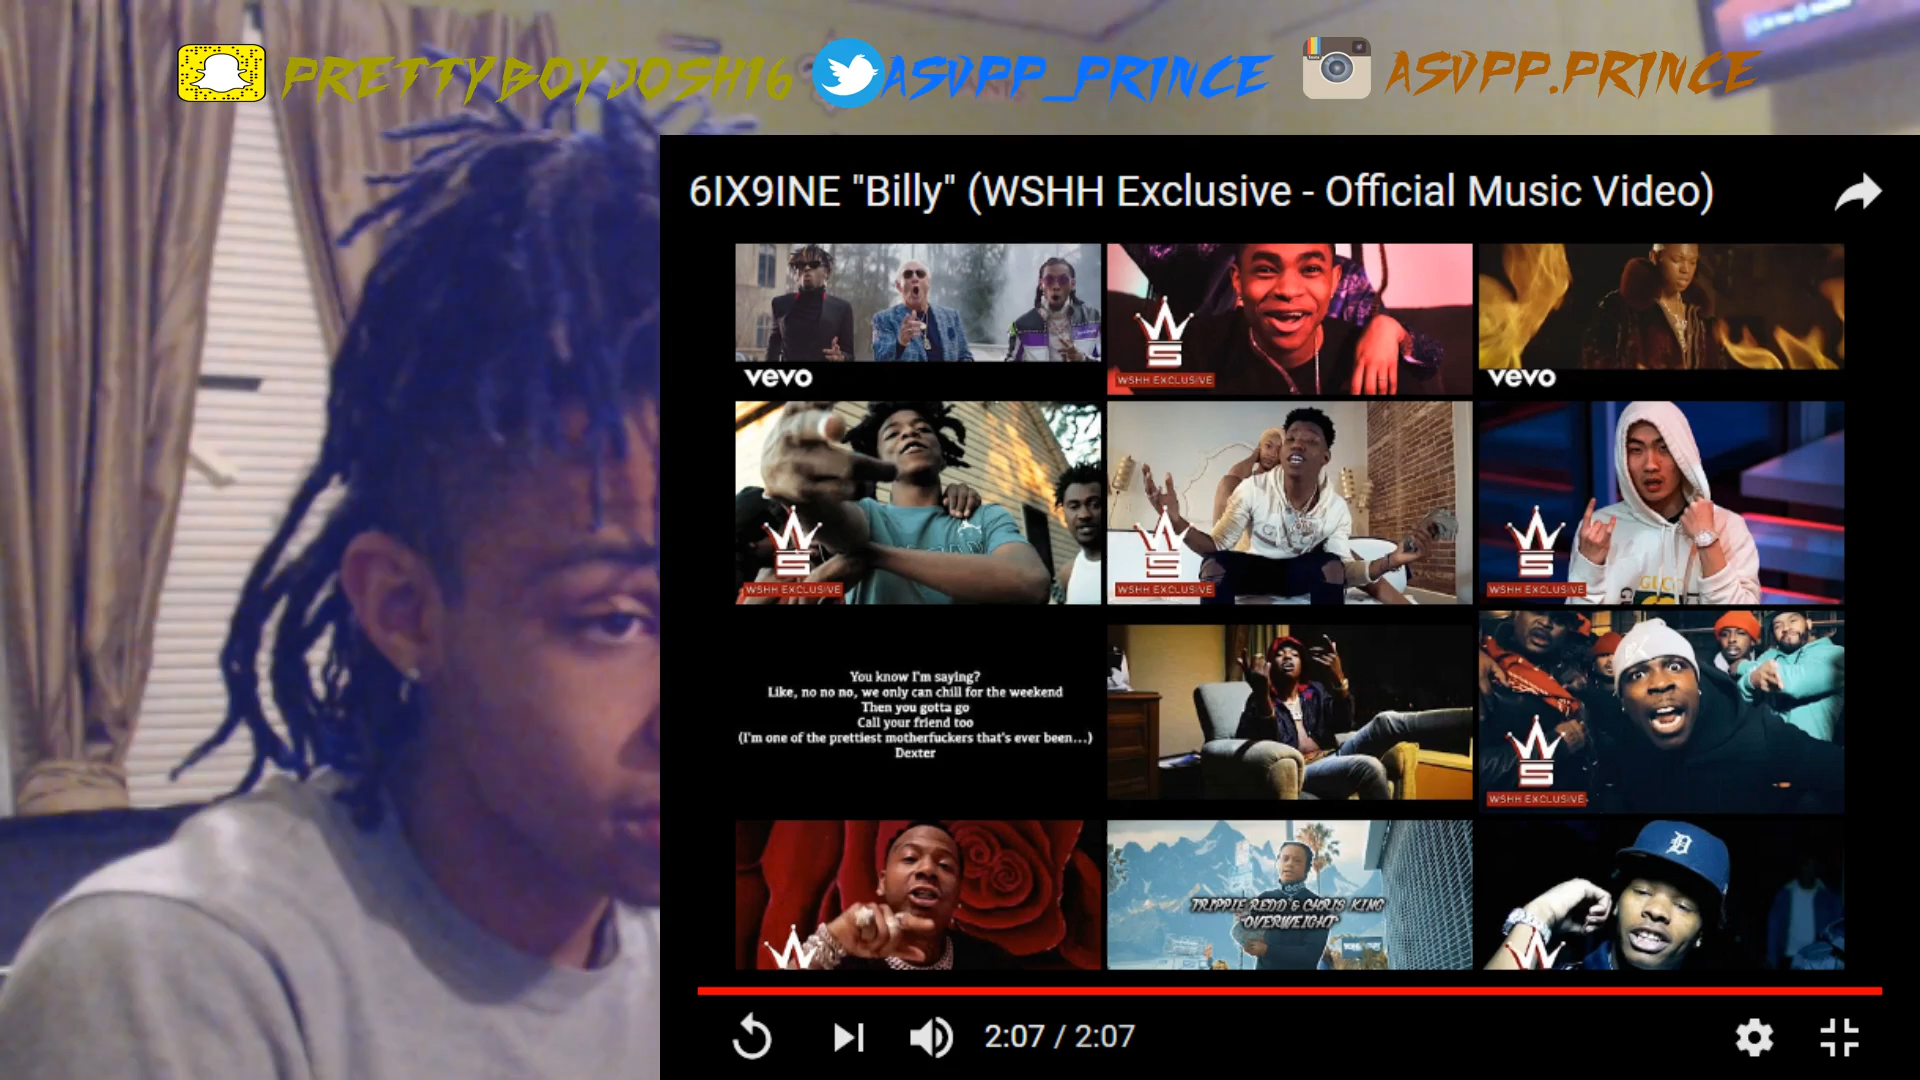 PRETTYBOYJOSH16
ASVPP_PRINCE
ASVPP.PRINCE
6IX9INE "Billy" (WSHH Exclusive - Official Music Video)
vevo
WSHH EXCLUSIVE
vevo
WSHH EXCLUSIVE
WSHH EXCLUSIVE
WSHH EXCLUSIVE
You know I'm saying?
Like, no no no, we only can chill for the weekend
Then you gotta go
Call your friend too
(I'm one of the prettiest motherfuckers that's ever been...)
Dexter
WSHH EXCLUSIVE
TRIPPIE REDD & CHRIS KING
"OVERWEIGHT"
2:07 / 2:07